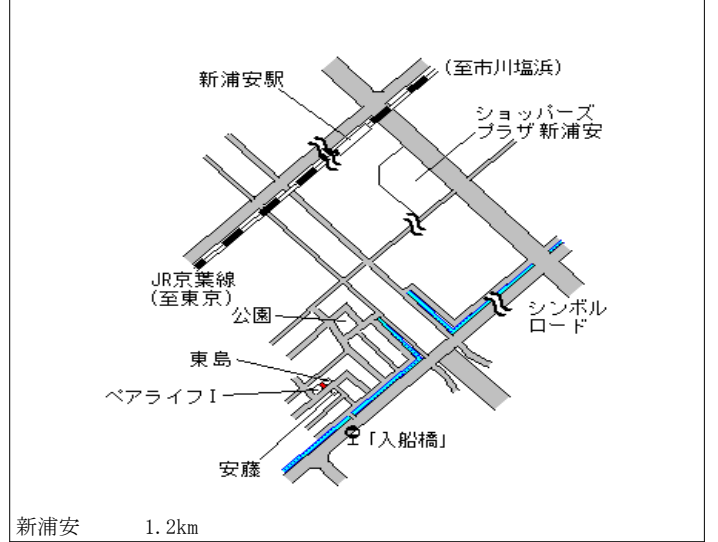 新浦安駅
(至市川塩浜)
ショッパーズ
プラザ新浦安
JR京葉線
(至東京)
公園
シンボル
ロード
東島
ペアライフI
「入船橋」
安藤
新浦安 1.2km